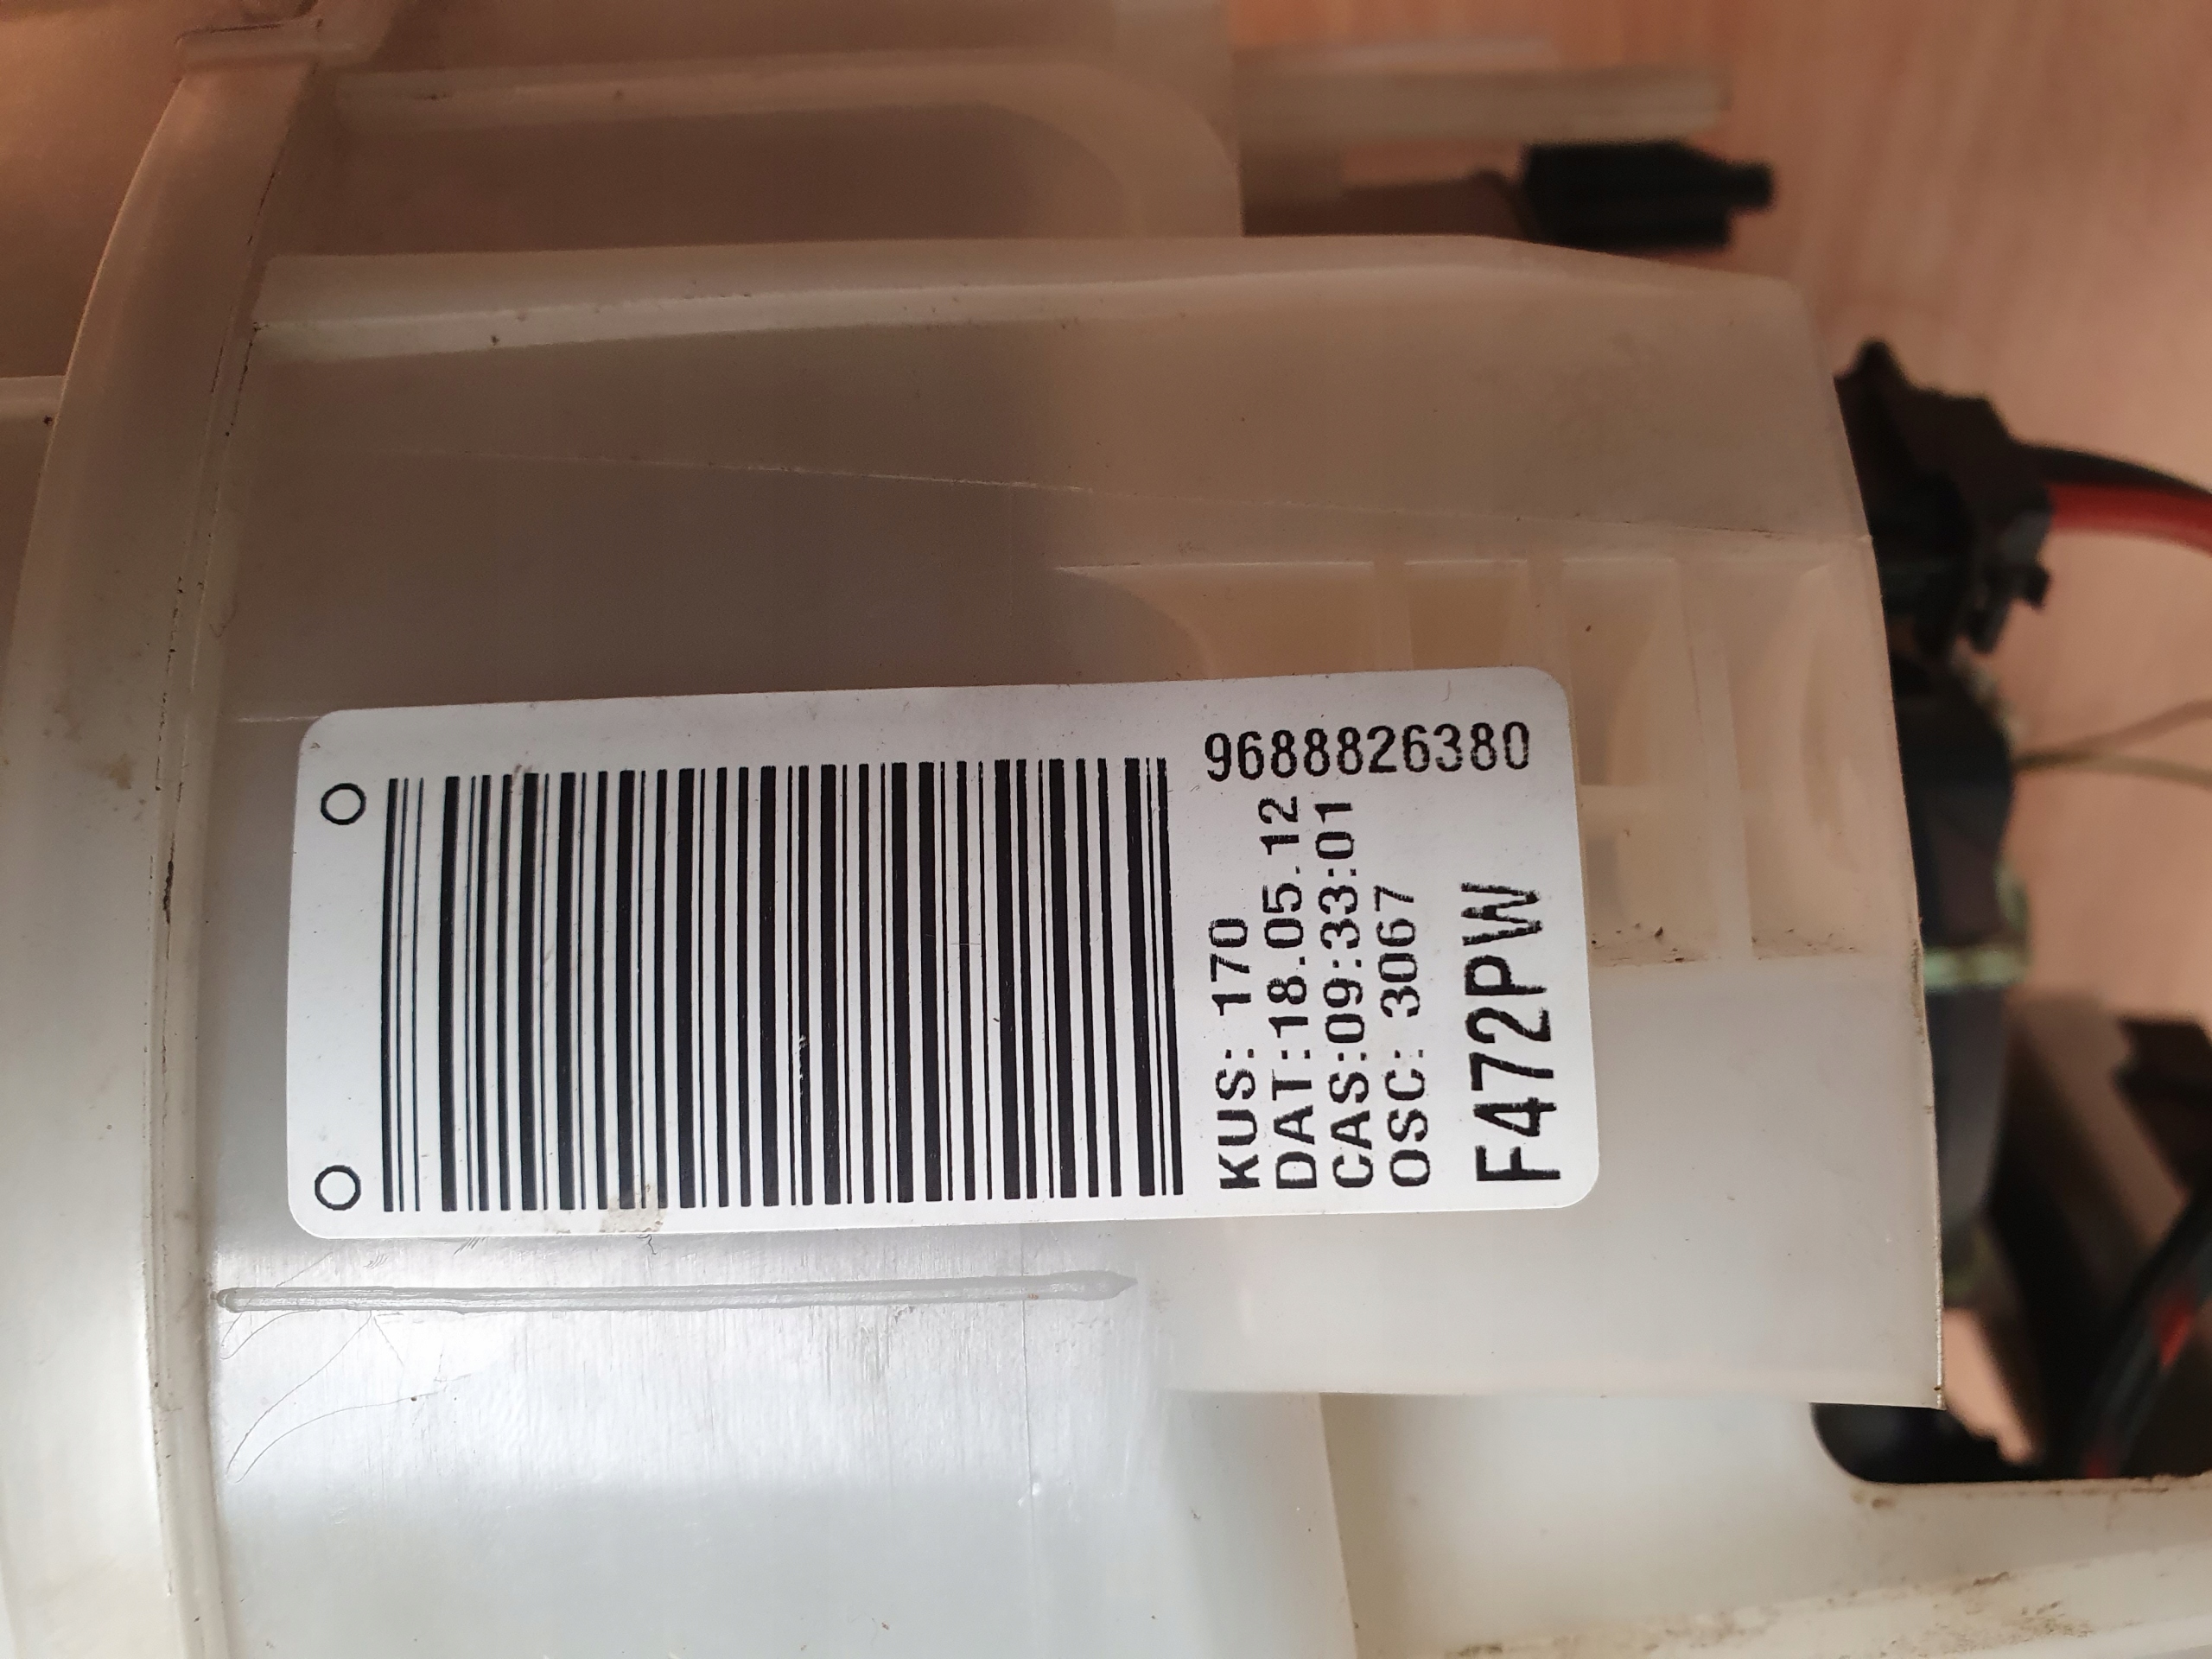 9688826380
KUS: 170
DAT:18.05.12
CAS:09:33:01
OSC: 3067
F472PW